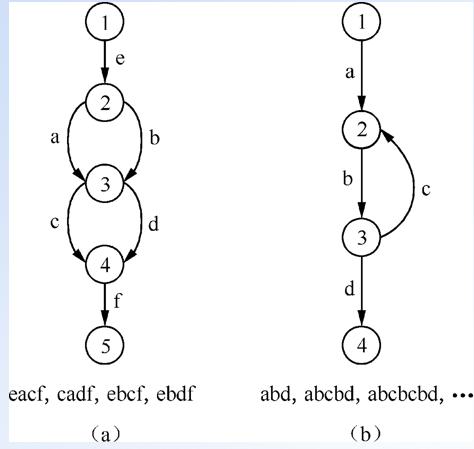 1
e
2
a
b
3
c
d
4
f
5
eacf, cadf, ebcf, ebdf
(a)
1
a
2
b
c
3
d
4
abd, abcbd, abcbcbd, ···
(b)